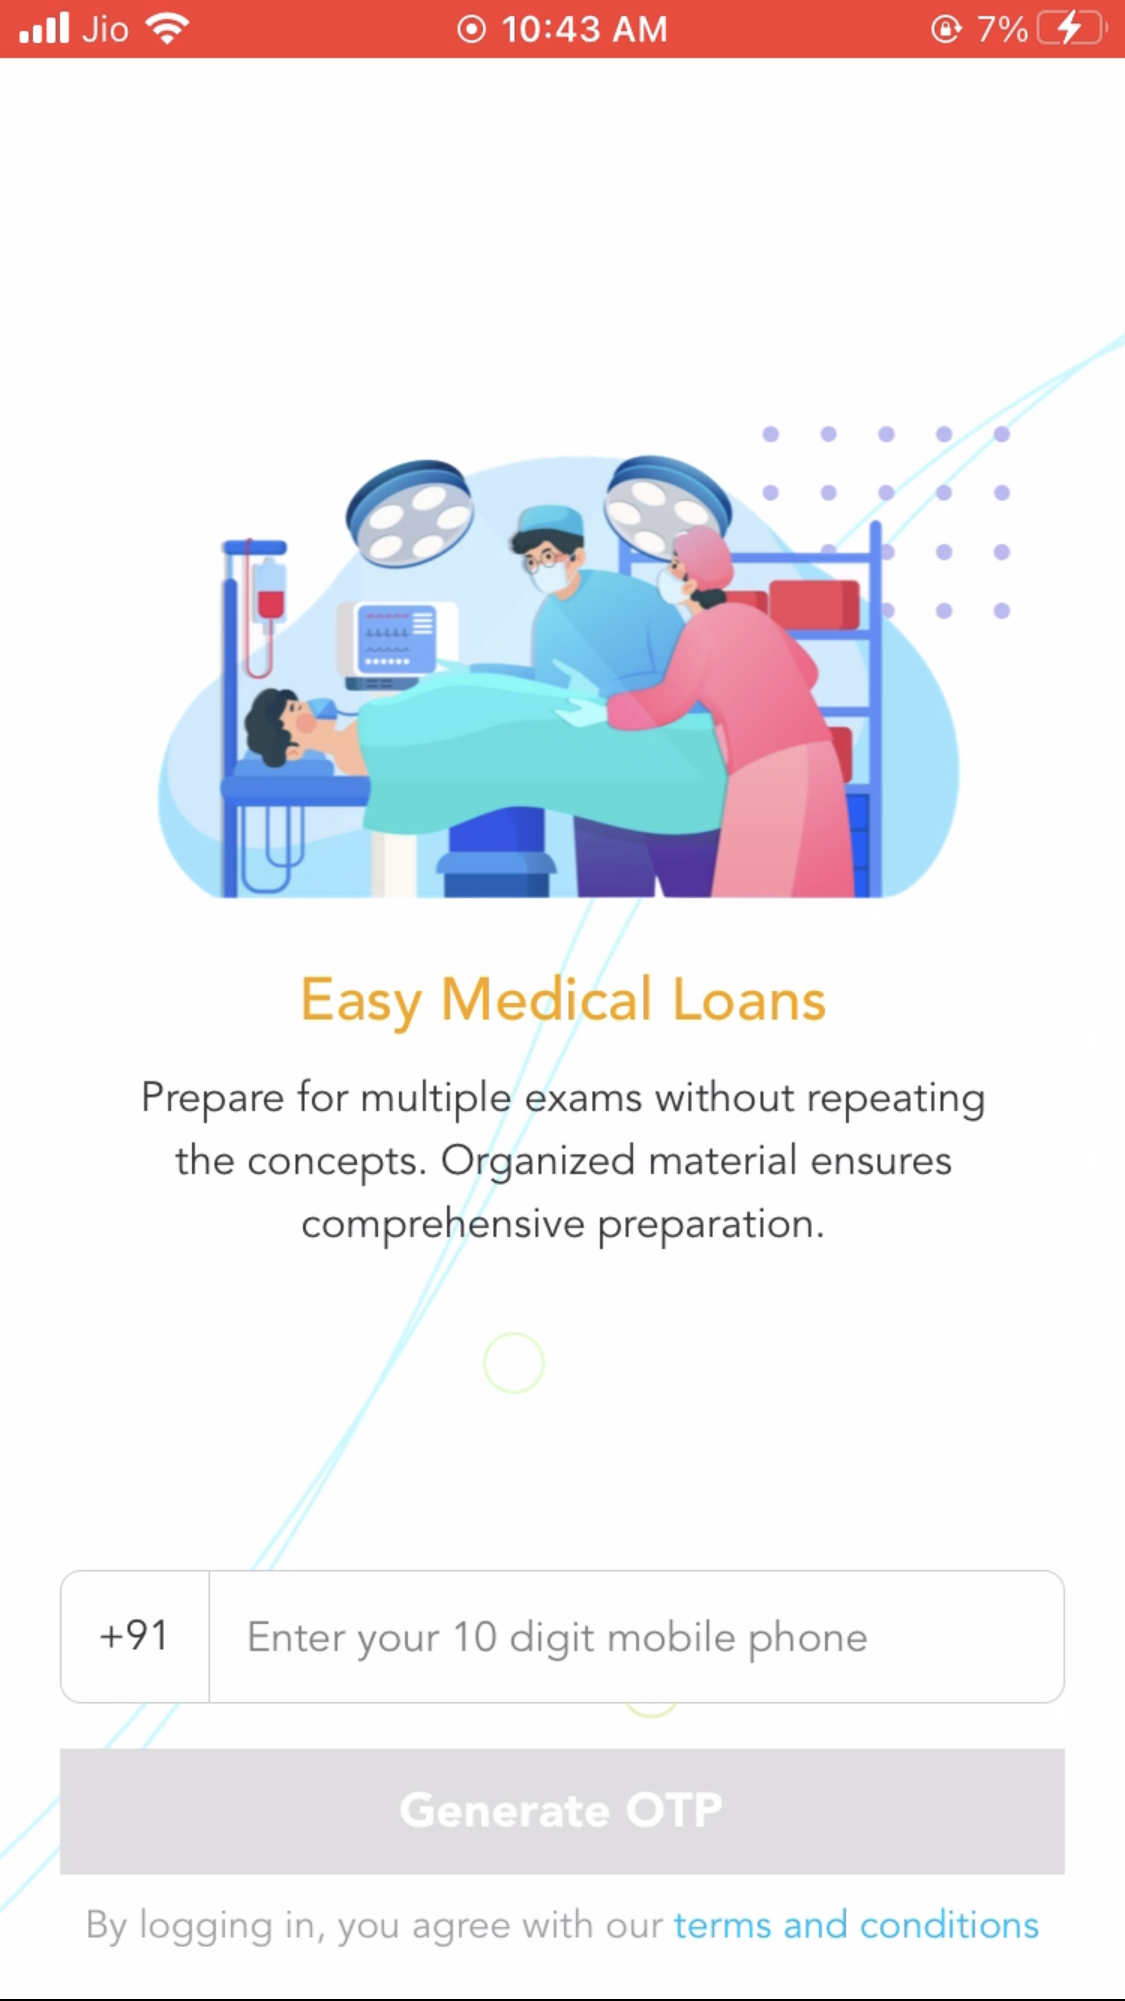 Jio 10:43 AM 7%
Easy Medical Loans
Prepare for multiple exams without repeating
the concepts. Organized material ensures
comprehensive preparation.
+91 Enter your 10 digit mobile phone
Generate OTP
By logging in, you agree with our terms and conditions